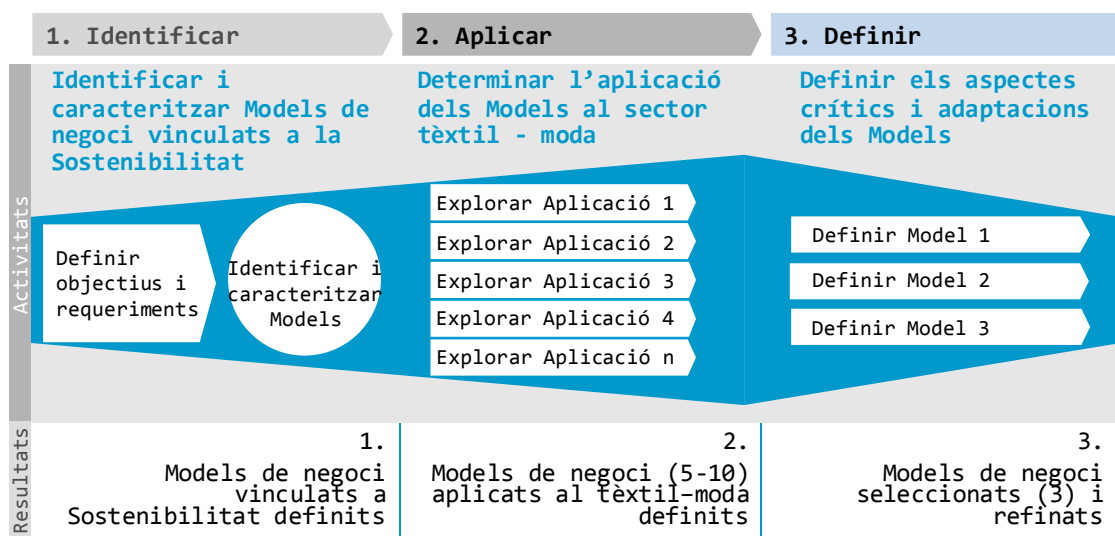 1. Identificar
2. Aplicar
3. Definir
Activitats
Identificar i
caracteritzar Models de
negoci vinculats a la
Sostenibilitat
Determinar l’aplicació
dels Models al sector
tèxtil - moda
Definir els aspectes
crítics i adaptacions
dels Models
Definir
objectius i
requeriments
Identificar i
caracteritzar
Models
Explorar Aplicació 1
Explorar Aplicació 2
Explorar Aplicació 3
Explorar Aplicació 4
Explorar Aplicació n
Definir Model 1
Definir Model 2
Definir Model 3
Resultats
1.
Models de negoci
vinculats a
Sostenibilitat definits
2.
Models de negoci (5-10)
aplicats al tèxtil–moda
definits
3.
Models de negoci
seleccionats (3) i
refinats